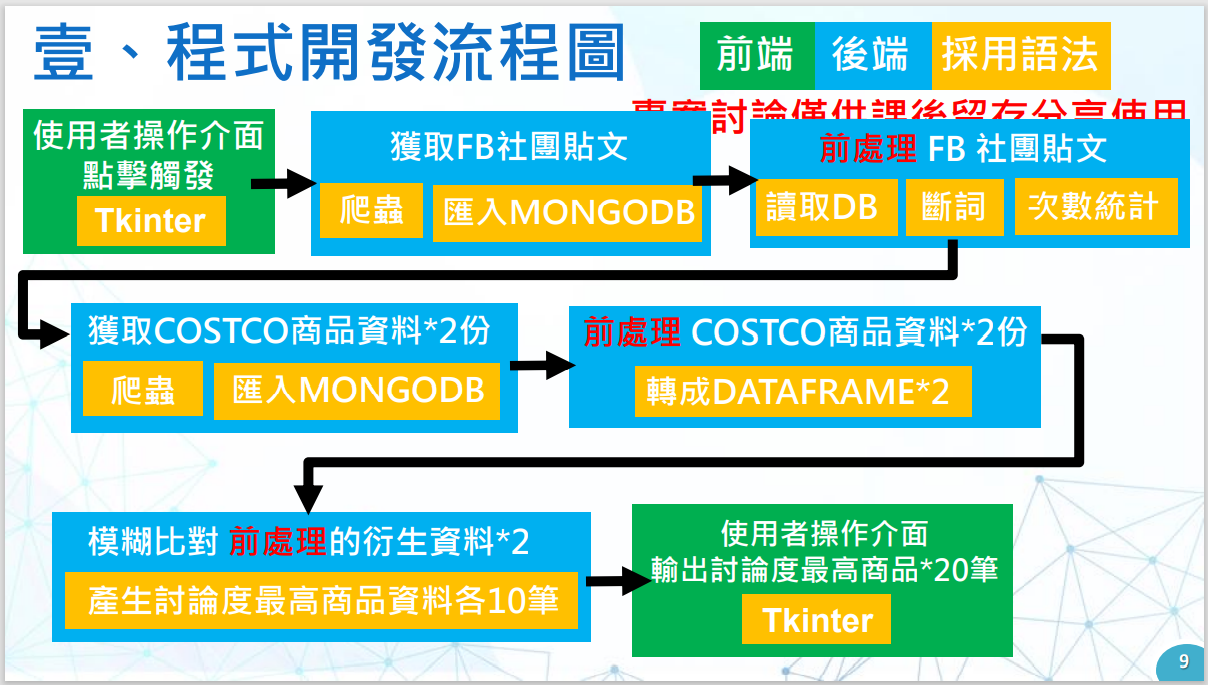 壹、程式開發流程圖
前端 後端 採用語法
專案討論僅供課後留存分享使用
使用者操作介面
點擊觸發
Tkinter
獲取FB社團貼文
爬蟲 匯入MONGODB
前處理 FB 社團貼文
讀取DB 斷詞 次數統計
獲取COSTCO商品資料*2份
爬蟲 匯入MONGODB
前處理 COSTCO商品資料*2份
轉成DATAFRAME*2
模糊比對 前處理的衍生資料*2
產生討論度最高商品資料各10筆
使用者操作介面
輸出討論度最高商品*20筆
Tkinter
9